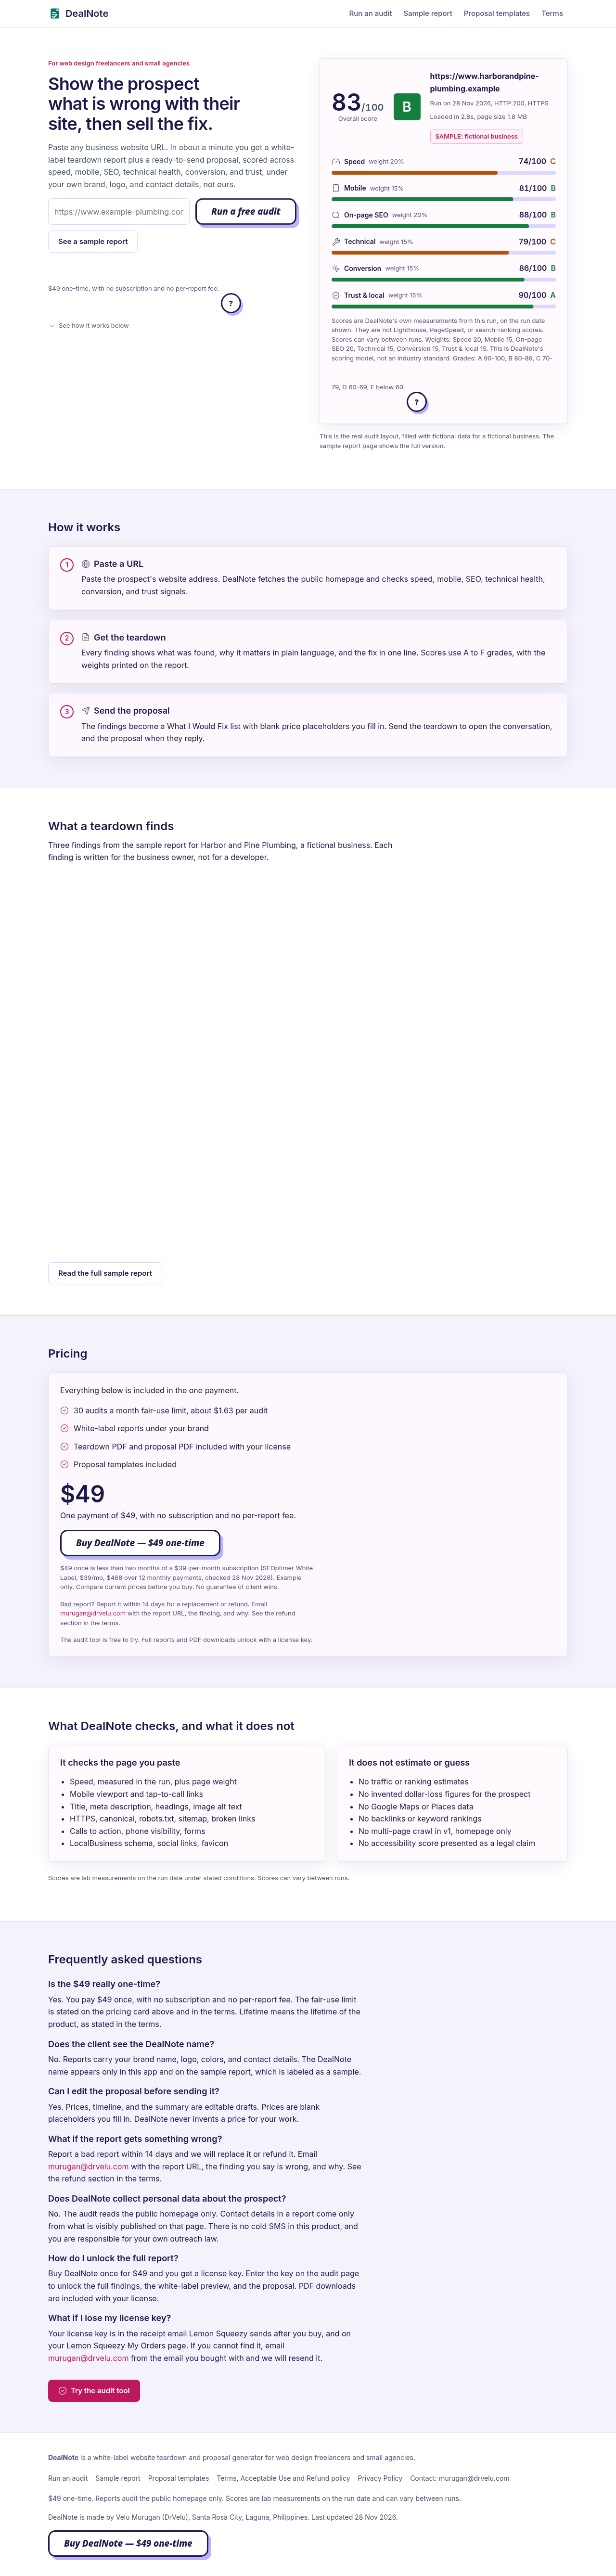 DealNote
Run an audit
Sample report
Proposal templates
Terms
For web design freelancers and small agencies
Show the prospect
what is wrong with their
site, then sell the fix.
Paste any business website URL. In about a minute you get a white-
label teardown report plus a ready-to-send proposal, scored across
speed, mobile, SEO, technical health, conversion, and trust, under
your own brand, logo, and contact details, not ours.
https://www.example-plumbing.cor
Run a free audit
See a sample report
$49 one-time, with no subscription and no per-report fee.
?
See how it works below
83/100
Overall score
B
https://www.harborandpine-
plumbing.example
Run on 28 Nov 2026, HTTP 200, HTTPS
Loaded in 2.8s, page size 1.8 MB
SAMPLE: fictional business
Speed weight 20% 74/100 C
Mobile weight 15% 81/100 B
On-page SEO weight 20% 88/100 B
Technical weight 15% 79/100 C
Conversion weight 15% 86/100 B
Trust & local weight 15% 90/100 A
Scores are DealNote's own measurements from this run, on the run date
shown. They are not Lighthouse, PageSpeed, or search-ranking scores.
Scores can vary between runs. Weights: Speed 20, Mobile 15, On-page
SEO 20, Technical 15, Conversion 15, Trust & local 15. This is DealNote's
scoring model, not an industry standard. Grades: A 90-100, B 80-89, C 70-
79, D 60-69, F below 60.
?
This is the real audit layout, filled with fictional data for a fictional business. The
sample report page shows the full version.
How it works
1
Paste a URL
Paste the prospect's website address. DealNote fetches the public homepage and checks speed, mobile, SEO, technical health,
conversion, and trust signals.
2
Get the teardown
Every finding shows what was found, why it matters in plain language, and the fix in one line. Scores use A to F grades, with the
weights printed on the report.
3
Send the proposal
The findings become a What I Would Fix list with blank price placeholders you fill in. Send the teardown to open the conversation,
and the proposal when they reply.
What a teardown finds
Three findings from the sample report for Harbor and Pine Plumbing, a fictional business. Each
finding is written for the business owner, not for a developer.
Read the full sample report
Pricing
Everything below is included in the one payment.
30 audits a month fair-use limit, about $1.63 per audit
White-label reports under your brand
Teardown PDF and proposal PDF included with your license
Proposal templates included
$49
One payment of $49, with no subscription and no per-report fee.
Buy DealNote — $49 one-time
$49 once is less than two months of a $39-per-month subscription (SEOptimer White
Label, $39/mo, $468 over 12 monthly payments, checked 28 Nov 2026). Example
only. Compare current prices before you buy. No guarantee of client wins.
Bad report? Report it within 14 days for a replacement or refund. Email
murugan@drvelu.com with the report URL, the finding, and why. See the refund
section in the terms.
The audit tool is free to try. Full reports and PDF downloads unlock with a license key.
What DealNote checks, and what it does not
It checks the page you paste
Speed, measured in the run, plus page weight
Mobile viewport and tap-to-call links
Title, meta description, headings, image alt text
HTTPS, canonical, robots.txt, sitemap, broken links
Calls to action, phone visibility, forms
LocalBusiness schema, social links, favicon
It does not estimate or guess
No traffic or ranking estimates
No invented dollar-loss figures for the prospect
No Google Maps or Places data
No backlinks or keyword rankings
No multi-page crawl in v1, homepage only
No accessibility score presented as a legal claim
Scores are lab measurements on the run date under stated conditions. Scores can vary between runs.
Frequently asked questions
Is the $49 really one-time?
Yes. You pay $49 once, with no subscription and no per-report fee. The fair-use limit
is stated on the pricing card above and in the terms. Lifetime means the lifetime of the
product, as stated in the terms.
Does the client see the DealNote name?
No. Reports carry your brand name, logo, colors, and contact details. The DealNote
name appears only in this app and on the sample report, which is labeled as a sample.
Can I edit the proposal before sending it?
Yes. Prices, timeline, and the summary are editable drafts. Prices are blank
placeholders you fill in. DealNote never invents a price for your work.
What if the report gets something wrong?
Report a bad report within 14 days and we will replace it or refund it. Email
murugan@drvelu.com with the report URL, the finding you say is wrong, and why. See
the refund section in the terms.
Does DealNote collect personal data about the prospect?
No. The audit reads the public homepage only. Contact details in a report come only
from what is visibly published on that page. There is no cold SMS in this product, and
you are responsible for your own outreach law.
How do I unlock the full report?
Buy DealNote once for $49 and you get a license key. Enter the key on the audit page
to unlock the full findings, the white-label preview, and the proposal. PDF downloads
are included with your license.
What if I lose my license key?
Your license key is in the receipt email Lemon Squeezy sends after you buy, and on
your Lemon Squeezy My Orders page. If you cannot find it, email
murugan@drvelu.com from the email you bought with and we will resend it.
Try the audit tool
DealNote is a white-label website teardown and proposal generator for web design freelancers and small agencies.
Run an audit
Sample report
Proposal templates
Terms, Acceptable Use and Refund policy
Privacy Policy
Contact: murugan@drvelu.com
$49 one-time. Reports audit the public homepage only. Scores are lab measurements on the run date and can vary between runs.
DealNote is made by Velu Murugan (DrVelu), Santa Rosa City, Laguna, Philippines. Last updated 28 Nov 2026.
Buy DealNote — $49 one-time